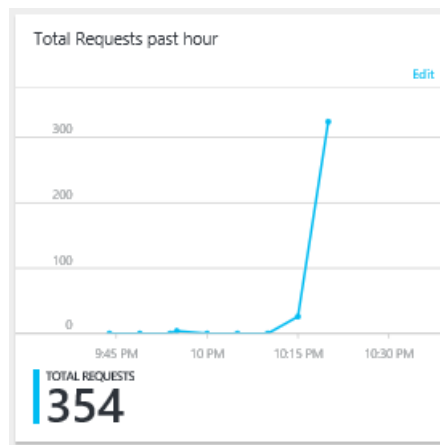 Total Requests past hour
Edit
300
200
100
0
9:45 PM 10 PM 10:15 PM 10:30 PM
TOTAL REQUESTS
354